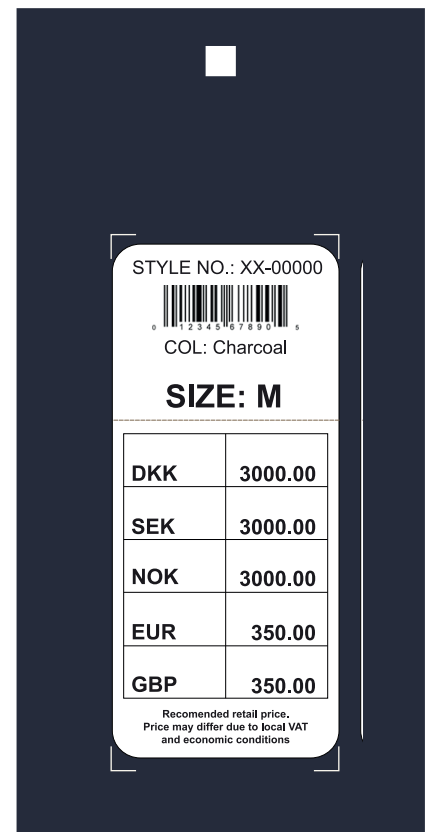 STYLE NO.: XX-00000
0 12345 67890 5
COL: Charcoal
SIZE: M
DKK 3000.00
SEK 3000.00
NOK 3000.00
EUR 350.00
GBP 350.00
Recomended retail price.
Price may differ due to local VAT
and economic conditions